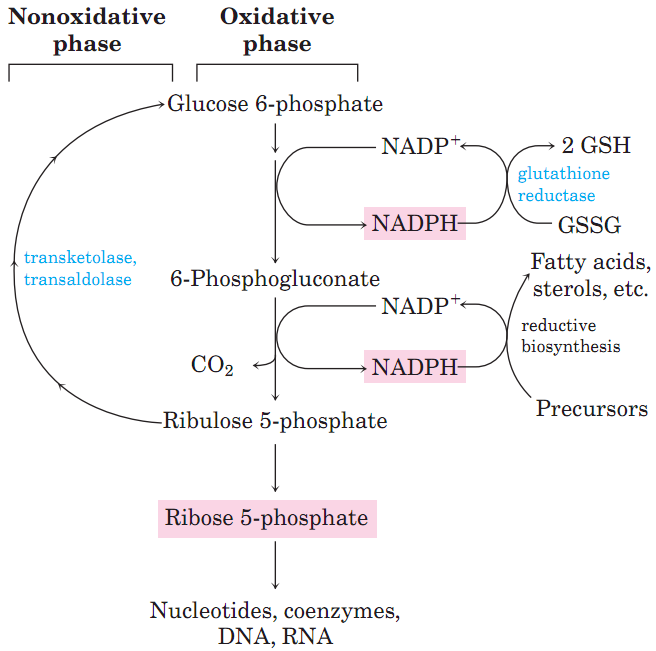 Nonoxidative
phase
Oxidative
phase
Glucose 6-phosphate
NADP+
2 GSH
glutathione
reductase
NADPH
GSSG
transketolase,
transaldolase
6-Phosphogluconate
Fatty acids,
sterols, etc.
NADP+
reductive
biosynthesis
CO2
NADPH
Precursors
Ribulose 5-phosphate
Ribose 5-phosphate
Nucleotides, coenzymes,
DNA, RNA